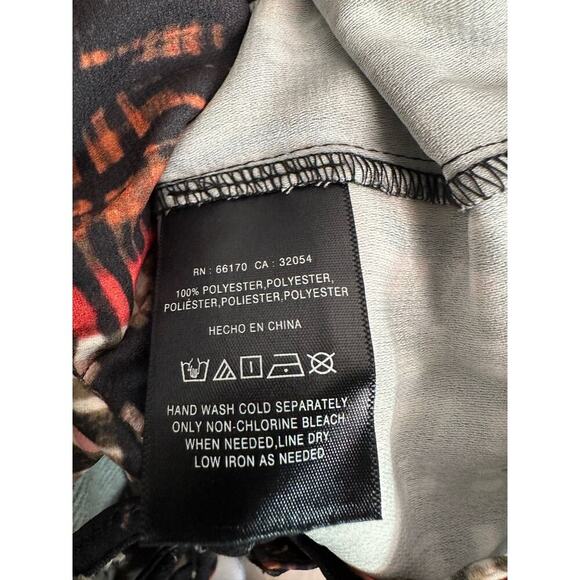 RN : 66170 CA : 32054
100% POLYESTER,POLYESTER,
POLIÉSTER,POLIESTER,POLYESTER
HECHO EN CHINA
HAND WASH COLD SEPARATELY.
ONLY NON-CHLORINE BLEACH
WHEN NEEDED,LINE DRY.
LOW IRON AS NEEDED.